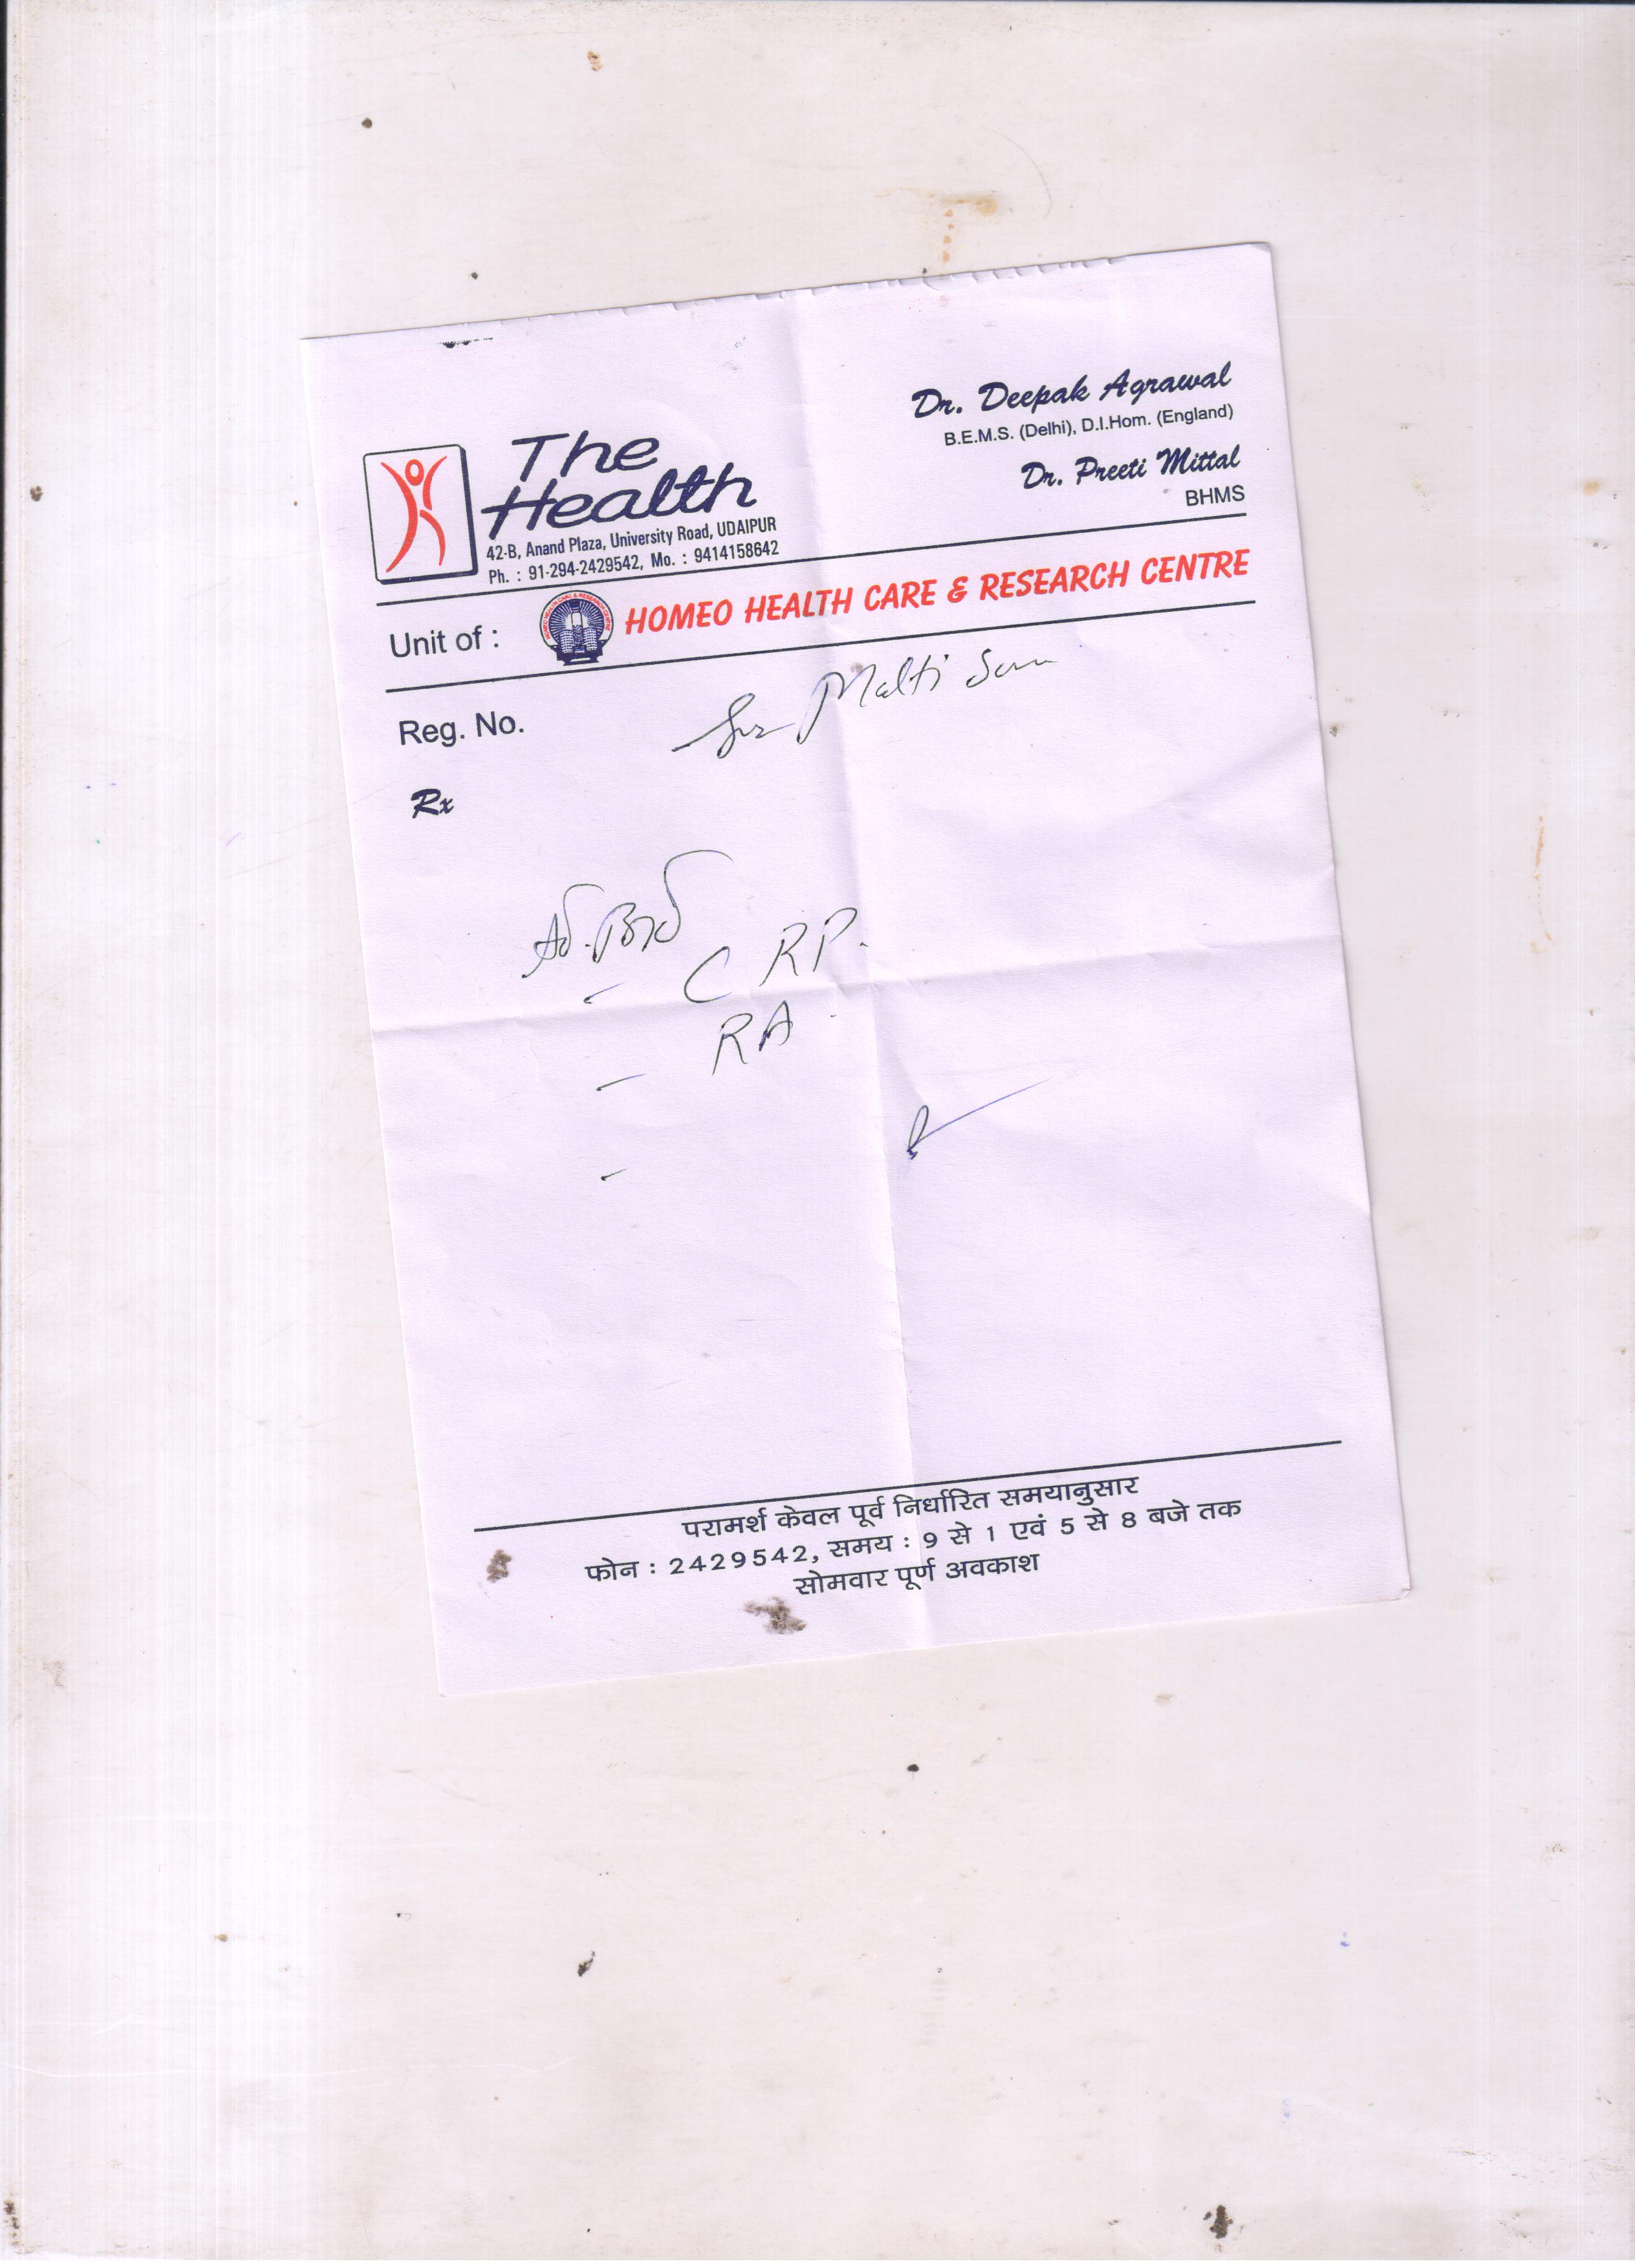 Dr. Deepak Agrawal
B.E.M.S. (Delhi), D.I.Hom. (England)
Dr. Preeti Mittal
BHMS
The
Health
42-B, Anand Plaza, University Road, UDAIPUR
Ph. : 91-294-2429542, Mo. : 9414158642
Unit of : HOMEO HEALTH CARE & RESEARCH CENTRE
Malti
Reg. No.
Rx
- C RP.
- RA
-
परामर्श केवल पूर्व निर्धारित समयानुसार
फोन : 2429542, समय : 9 से 1 एवं 5 से 8 बजे तक
सोमवार पूर्ण अवकाश